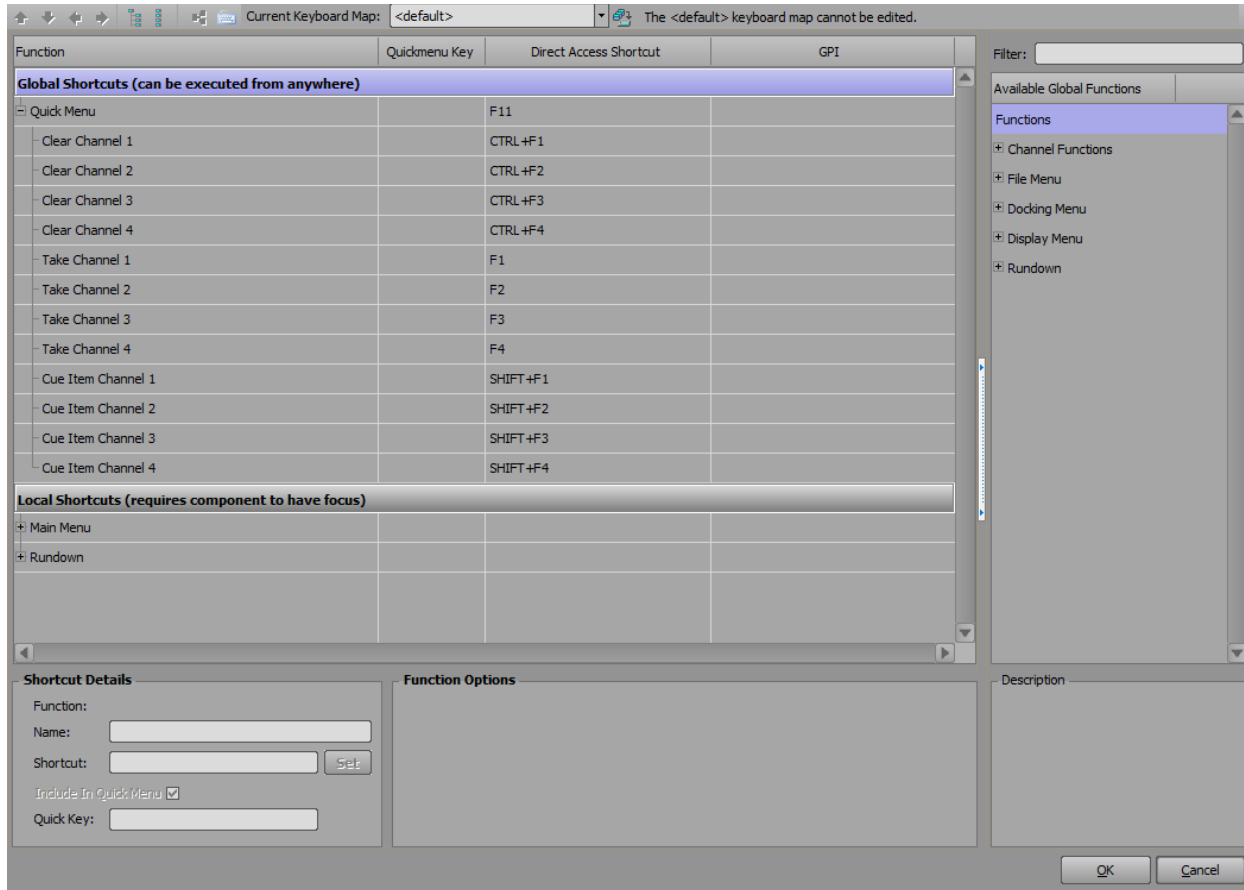 Current Keyboard Map: <default> The <default> keyboard map cannot be edited.
Function Quickmenu Key Direct Access Shortcut GPI
Global Shortcuts (can be executed from anywhere)
Quick Menu F11
Clear Channel 1 CTRL+F1
Clear Channel 2 CTRL+F2
Clear Channel 3 CTRL+F3
Clear Channel 4 CTRL+F4
Take Channel 1 F1
Take Channel 2 F2
Take Channel 3 F3
Take Channel 4 F4
Cue Item Channel 1 SHIFT+F1
Cue Item Channel 2 SHIFT+F2
Cue Item Channel 3 SHIFT+F3
Cue Item Channel 4 SHIFT+F4
Local Shortcuts (requires component to have focus)
Main Menu
Rundown
Filter:
Available Global Functions
Functions
Channel Functions
File Menu
Docking Menu
Display Menu
Rundown
Shortcut Details
Function:
Name:
Shortcut: Set
Include In Quick Menu
Quick Key:
Function Options
Description
OK Cancel